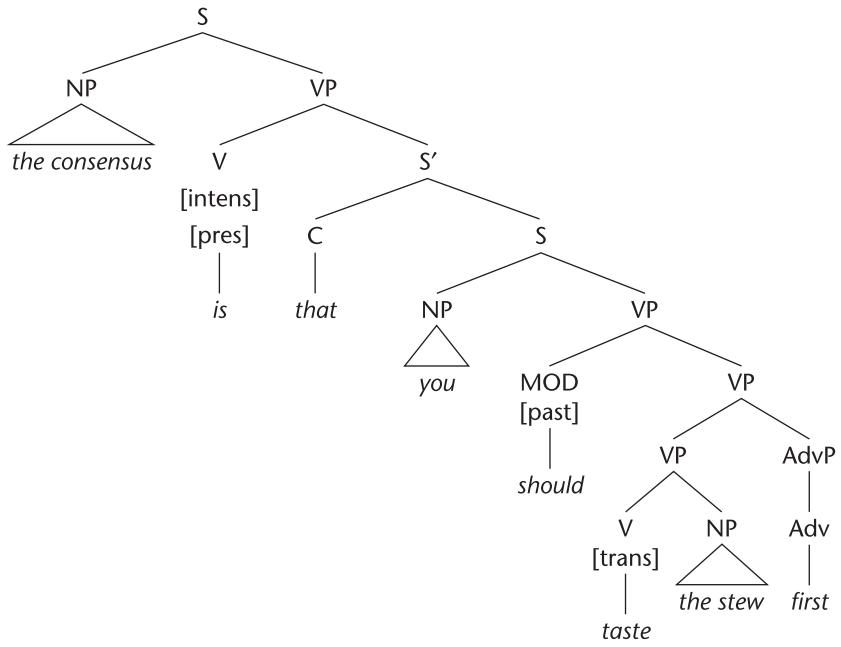 S
NP VP
the consensus V S′
[intens]
[pres] C S
is that NP VP
you MOD VP
[past]
VP AdvP
should
V NP Adv
[trans]
the stew first
taste